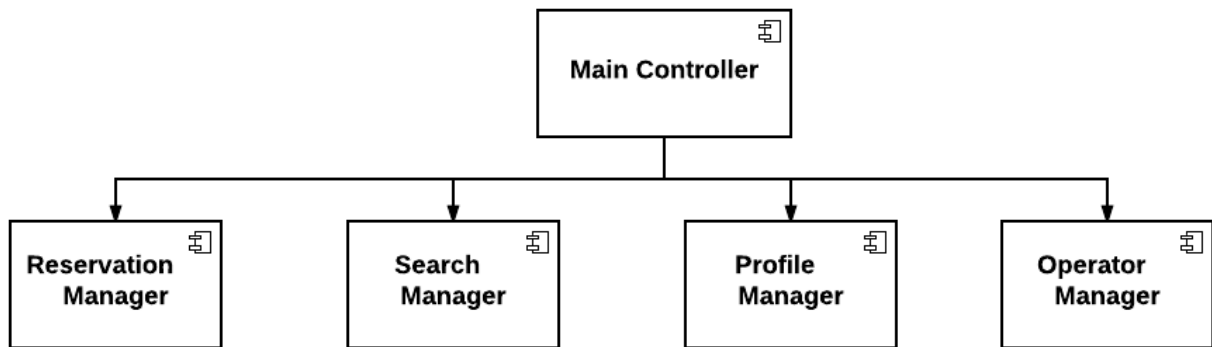 Main Controller
Reservation
Manager
Search
Manager
Profile
Manager
Operator
Manager